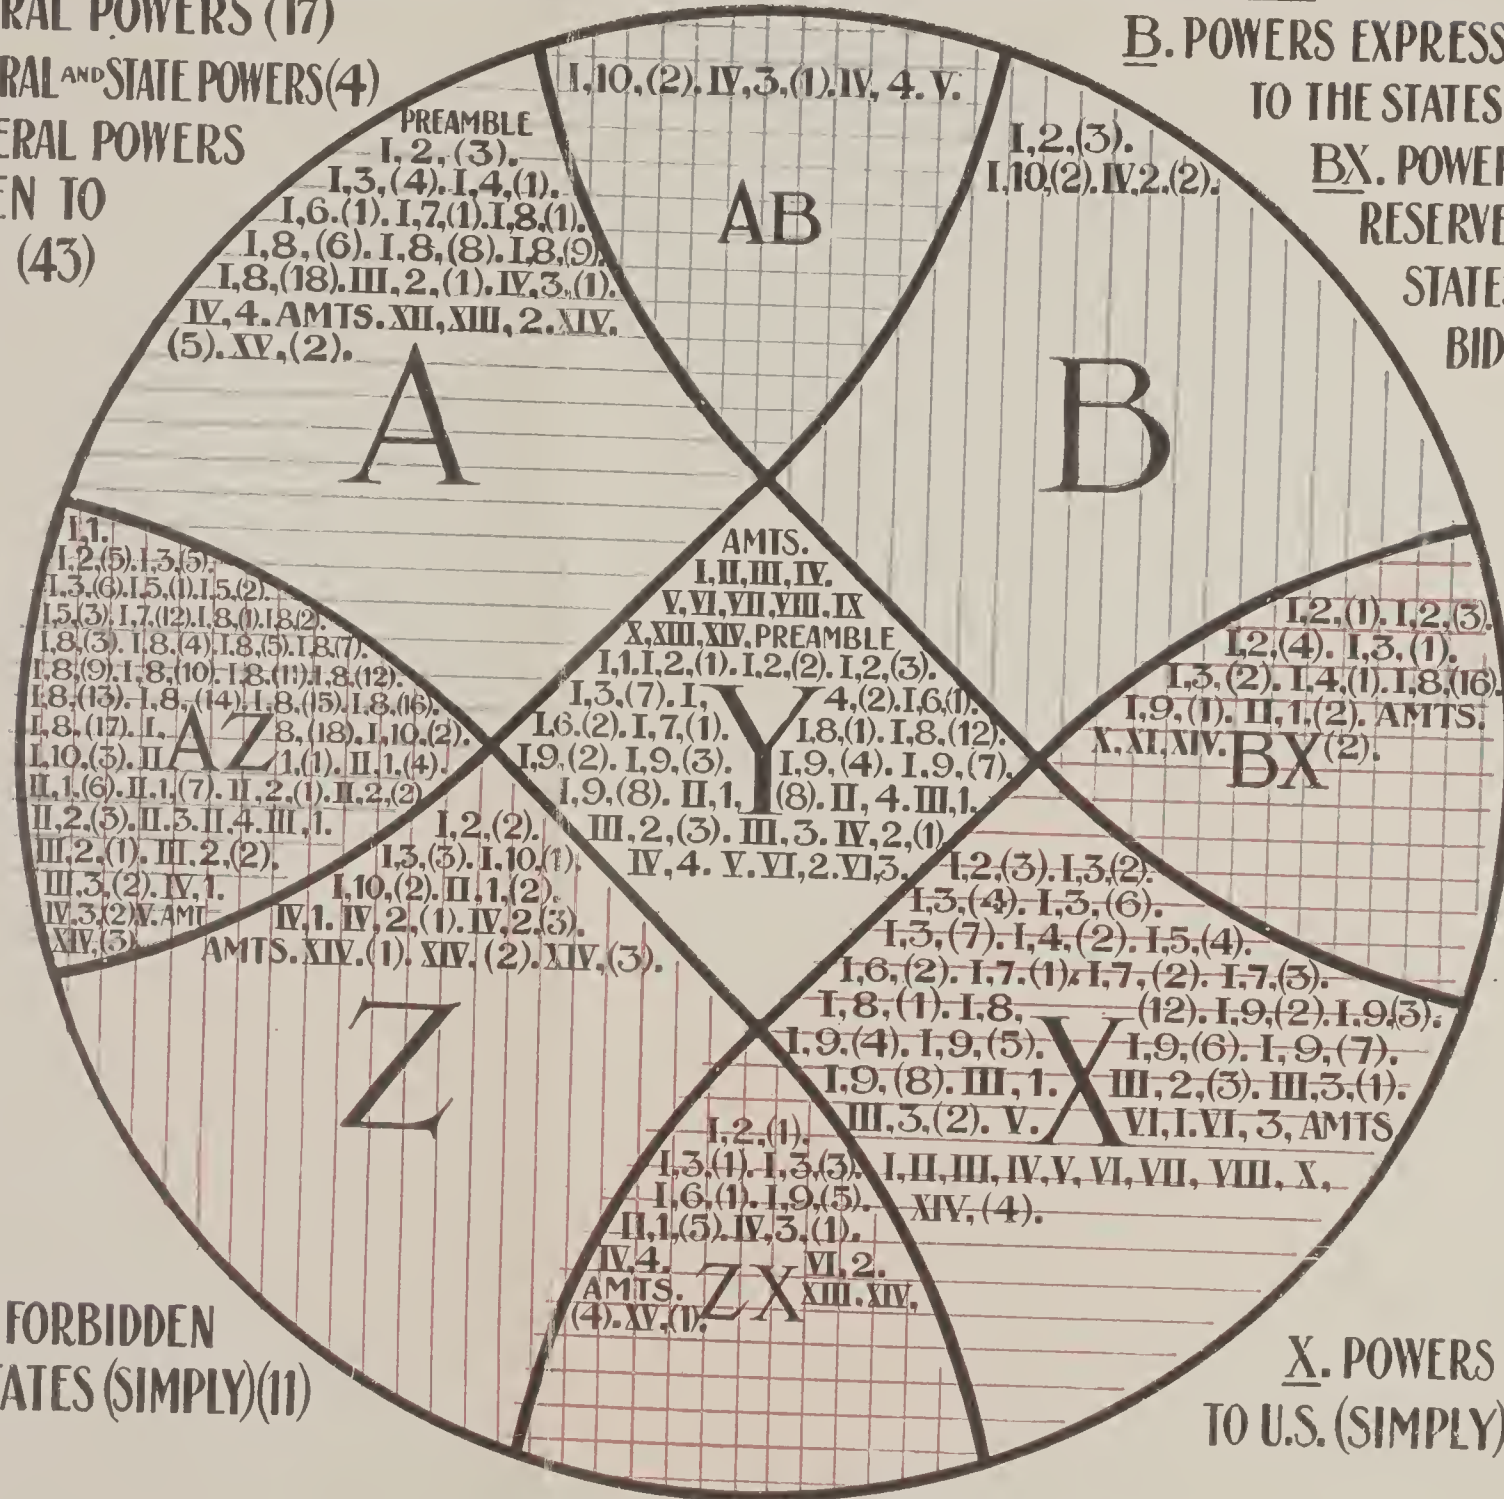 RAL POWERS (17)
RAL AND STATE POWERS (4)
ERAL POWERS
EN TO
(43)
B. POWERS EXPRESS
TO THE STATES
BX. POWER
RESERVE
STATE
BID
PREAMBLE
I, 2, (3).
I,3,(4). I,4,(1).
I,6.(1). I,7,(1). I,8,(1).
I,8,(6). I,8,(8). I,8,(9)
I,8,(18). III,2,(1). IV,3,(1).
IV,4. AMTS. XII, XIII, 2. XIV.
(5). XV,(2).
A
I,10,(2). IV,3,(1). IV, 4. V.
AB
I,2,(3).
I,10,(2). IV,2,(2).
B
I,1.
I,2,(5). I,3,(5).
I,3,(6). I,5,(1). I,5,(2).
I,5,(3). I,7,(12). I,8,(1). I,8,(2).
I,8,(3). I,8,(4). I,8,(5). I,8,(7).
I,8,(9). I,8,(10). I,8,(11). I,8,(12).
I,8,(13). I,8,(14). I,8,(15). I,8,(16).
I,8,(17). I, 8,(18). I,10,(2).
AZ
I,10,(3). II 1,(1). II,1,(4).
II,1,(6). II,1,(7). II,2,(1). II,2,(2)
II,2,(3). II.3. II,4. III,1.
III,2,(1). III,2,(2).
III,3,(2). IV,1.
IV,3,(2) V. AMT
XIV,(3)
AMTS.
I,II,III,IV.
V,VI,VII,VIII.IX
X,XIII,XIV. PREAMBLE
I,1. I,2,(1). I,2,(2). I,2,(3).
I,3,(7). I, 4,(2). I,6,(1).
I,6.(2). I,7,(1). I,8,(1). I,8,(12).
Y
I,9,(2). I,9,(3). I,9,(4). I,9,(7).
I,9,(8). II,1, (8). II, 4. III,1.
III,2,(3). III,3. IV,2,(1)
IV,4. V. VI,2. VI,3.
I,2,(1). I,2,(3).
I,2(4). I,3,(1).
I,3,(2). I,4,(1). I,8,(16).
I,9,(1). II,1,(2). AMTS.
X,XI,XIV. (2).
BX
I,2,(2).
I,3,(3). I,10,(1).
I,10,(2). II,1,(2).
IV,1. IV,2,(1). IV,2,(3).
AMTS. XIV.(1). XIV.(2). XIV,(3).
Z
I,2,(3). I,3,(2).
I,3,(4). I,3,(6).
I,3,(7). I,4,(2). I,5,(4).
I,6,(2). I,7.(1). I,7,(2). I,7,(3).
I,8,(1). I,8, (12). I,9,(2). I,9,(3).
I,9.(4). I,9,(5). I,9,(6). I,9,(7).
X
I,9,(8). III,1. III,2,(3). III,3,(1).
III,3,(2). V. VI,I. VI,3, AMTS
I,II,III, IV,V, VI,VII, VIII, X,
XIV,(4).
I,2,(1).
I,3,(1). I,3,(3).
I,6,(1). I,9,(5).
II,1,(5). IV,3,(1).
IV,4. VI,2.
AMTS. XIII. XIV,
ZX
(4). XV,(1).
FORBIDDEN
TATES (SIMPLY) (11)
X. POWERS
TO U.S. (SIMPLY)